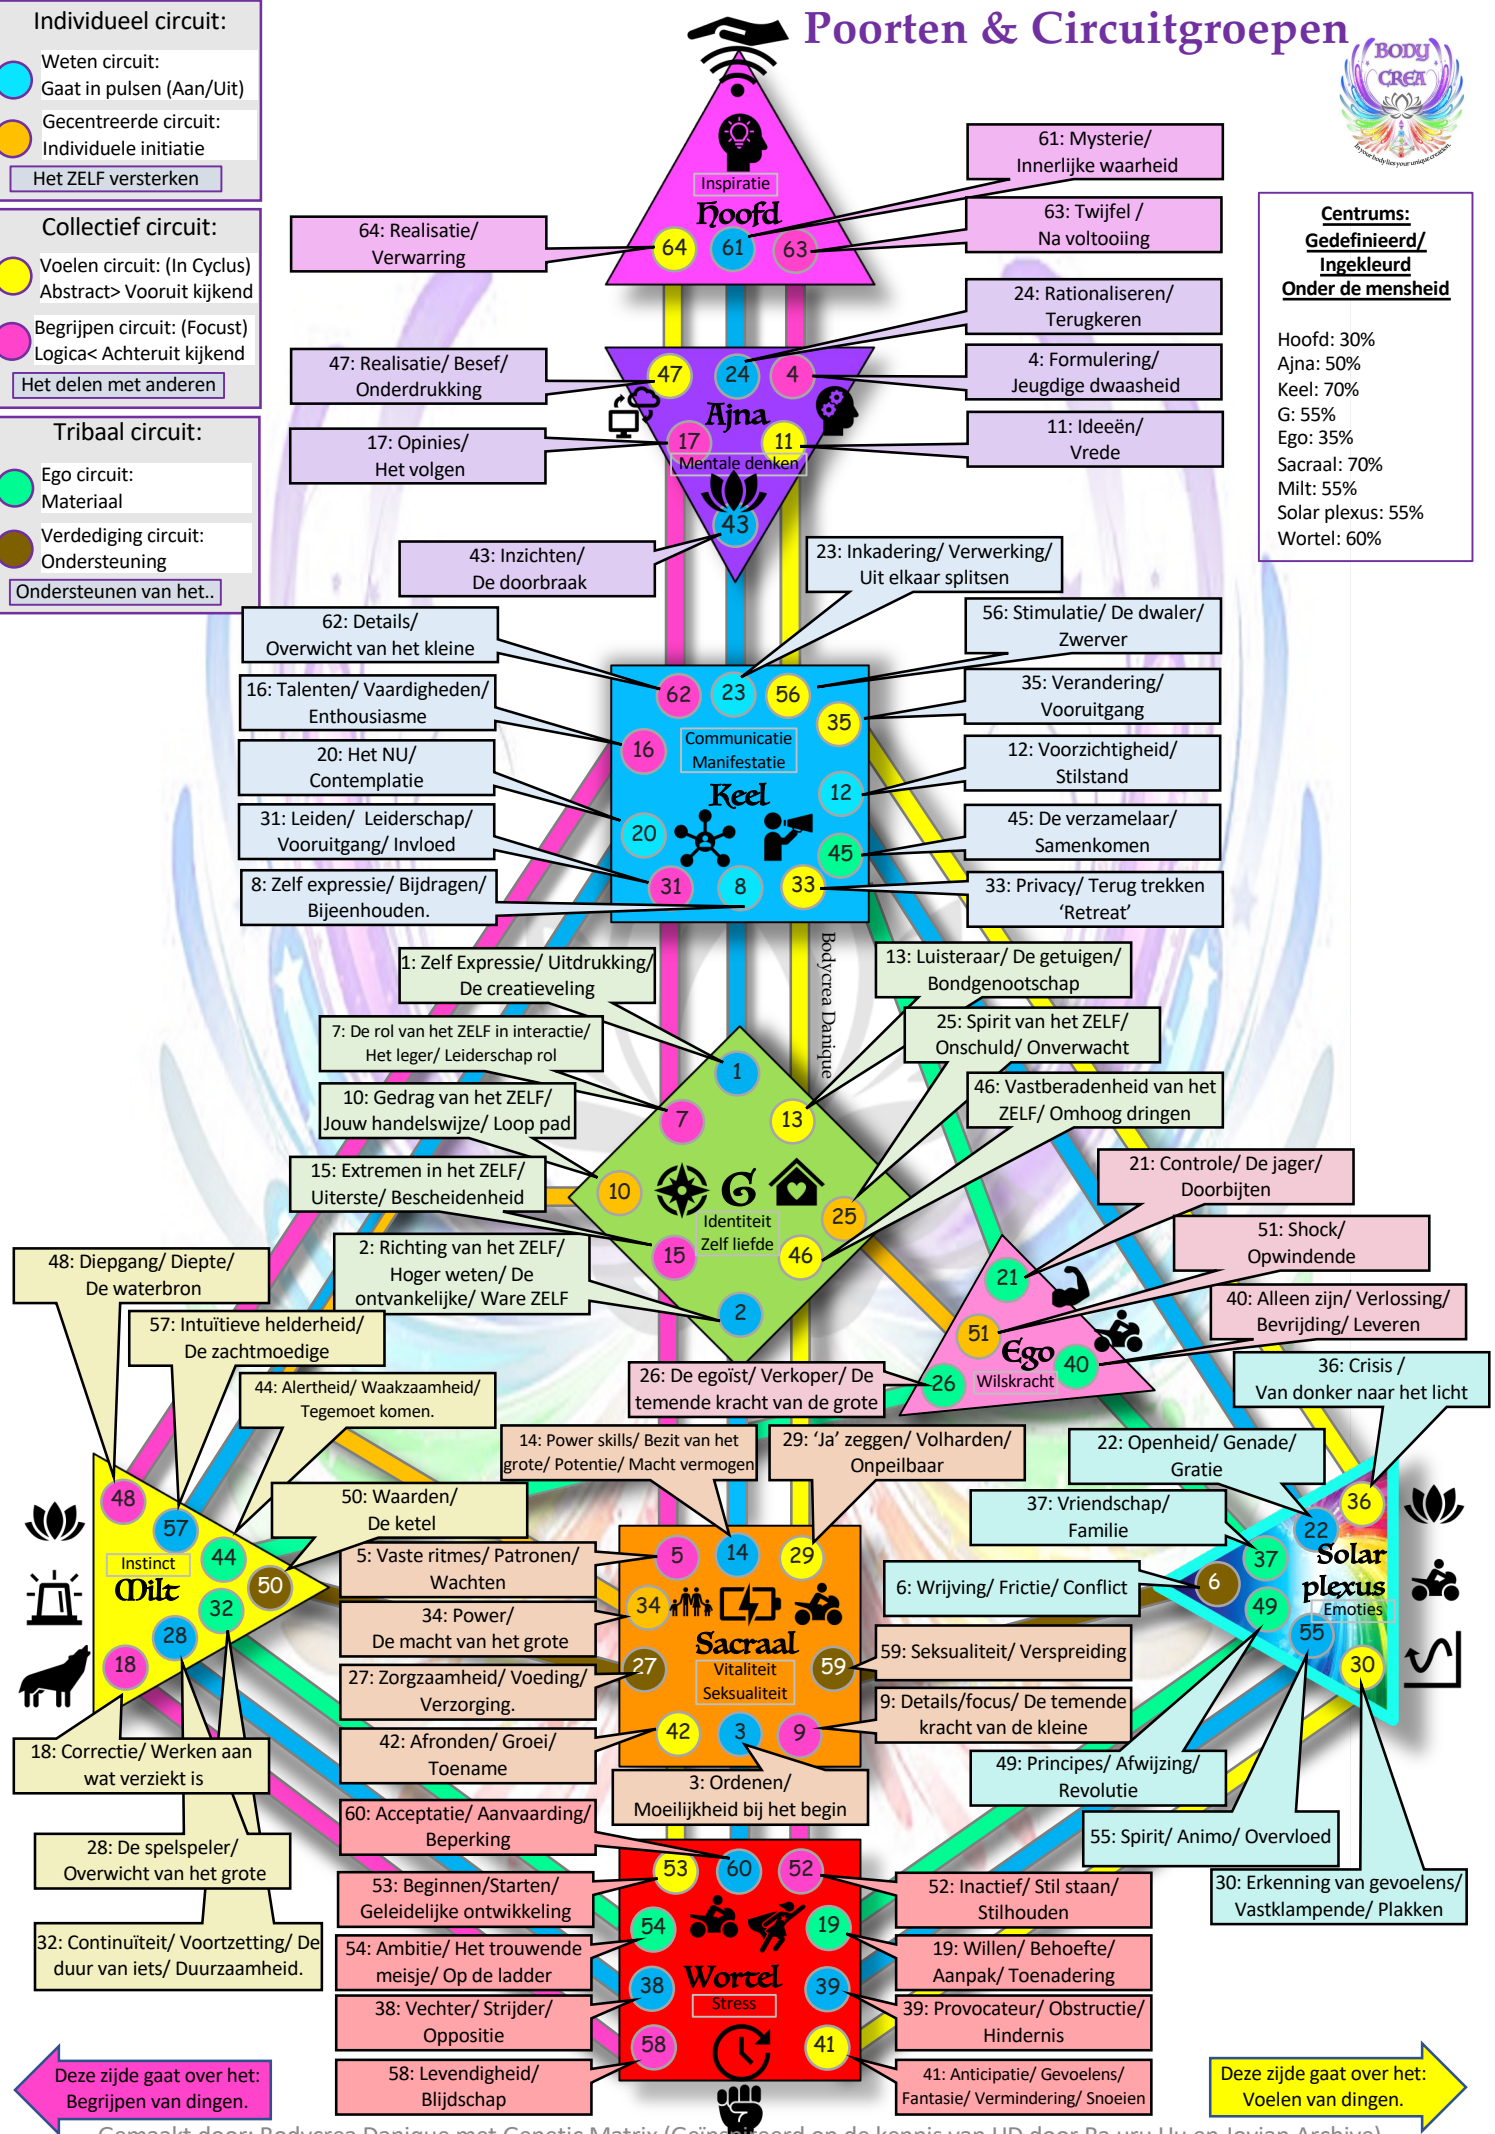 Poorten & Circuitgroepen
BODY
CREA
In your body lies your unique creation.
Individueel circuit:
Weten circuit:
Gaat in pulsen (Aan/Uit)
Gecentreerde circuit:
Individuele initiatie
Het ZELF versterken
Collectief circuit:
Voelen circuit: (In Cyclus)
Abstract> Vooruit kijkend
Begrijpen circuit: (Focust)
Logica< Achteruit kijkend
Het delen met anderen
Tribaal circuit:
Ego circuit:
Materiaal
Verdediging circuit:
Ondersteuning
Ondersteunen van het..
Centrums:
Gedefinieerd/
Ingekleurd
Onder de mensheid
Hoofd: 30%
Ajna: 50%
Keel: 70%
G: 55%
Ego: 35%
Sacraal: 70%
Milt: 55%
Solar plexus: 55%
Wortel: 60%
Inspiratie
Hoofd
64 61 63
61: Mysterie/
Innerlijke waarheid
63: Twijfel /
Na voltooiing
64: Realisatie/
Verwarring
24: Rationaliseren/
Terugkeren
47: Realisatie/ Besef/
Onderdrukking
4: Formulering/
Jeugdige dwaasheid
17: Opinies/
Het volgen
11: Ideeën/
Vrede
47 24 4
Ajna
17 11
Mentale denken
43
43: Inzichten/
De doorbraak
23: Inkadering/ Verwerking/
Uit elkaar splitsen
62: Details/
Overwicht van het kleine
56: Stimulatie/ De dwaler/
Zwerver
16: Talenten/ Vaardigheden/
Enthousiasme
35: Verandering/
Vooruitgang
20: Het NU/
Contemplatie
12: Voorzichtigheid/
Stilstand
31: Leiden/ Leiderschap/
Vooruitgang/ Invloed
45: De verzamelaar/
Samenkomen
8: Zelf expressie/ Bijdragen/
Bijeenhouden.
33: Privacy/ Terug trekken
‘Retreat’
62 23 56
35
16
Communicatie
Manifestatie
Keel
12
20
45
31 8 33
Bodycrea Danique
1: Zelf Expressie/ Uitdrukking/
De creatieveling
13: Luisteraar/ De getuigen/
Bondgenootschap
7: De rol van het ZELF in interactie/
Het leger/ Leiderschap rol
25: Spirit van het ZELF/
Onschuld/ Onverwacht
10: Gedrag van het ZELF/
Jouw handelswijze/ Loop pad
46: Vastberadenheid van het
ZELF/ Omhoog dringen
15: Extremen in het ZELF/
Uiterste/ Bescheidenheid
2: Richting van het ZELF/
Hoger weten/ De
ontvankelijke/ Ware ZELF
1
7 13
10
G
25
Identiteit
Zelf liefde
15 46
2
21: Controle/ De jager/
Doorbijten
51: Shock/
Opwindende
40: Alleen zijn/ Verlossing/
Bevrijding/ Leveren
26: De egoïst/ Verkoper/ De
temende kracht van de grote
21
51
Ego
40
Wilskracht
26
48: Diepgang/ Diepte/
De waterbron
57: Intuïtieve helderheid/
De zachtmoedige
44: Alertheid/ Waakzaamheid/
Tegemoet komen.
50: Waarden/
De ketel
48
57
Instinct
Milt
44
50
32
28
18
18: Correctie/ Werken aan
wat verziekt is
28: De spelspeler/
Overwicht van het grote
32: Continuïteit/ Voortzetting/ De
duur van iets/ Duurzaamheid.
14: Power skills/ Bezit van het
grote/ Potentie/ Macht vermogen
29: ‘Ja’ zeggen/ Volharden/
Onpeilbaar
5: Vaste ritmes/ Patronen/
Wachten
34: Power/
De macht van het grote
27: Zorgzaamheid/ Voeding/
Verzorging.
59: Seksualiteit/ Verspreiding
42: Afronden/ Groei/
Toename
9: Details/focus/ De temende
kracht van de kleine
3: Ordenen/
Moeilijkheid bij het begin
5 14 29
34
Sacraal
27
Vitaliteit
Seksualiteit
59
42 3 9
36: Crisis /
Van donker naar het licht
22: Openheid/ Genade/
Gratie
37: Vriendschap/
Familie
6: Wrijving/ Frictie/ Conflict
49: Principes/ Afwijzing/
Revolutie
55: Spirit/ Animo/ Overvloed
30: Erkenning van gevoelens/
Vastklampende/ Plakken
36
22
37
Solar
plexus
6
Emoties
49
55
30
60: Acceptatie/ Aanvaarding/
Beperking
53: Beginnen/Starten/
Geleidelijke ontwikkeling
52: Inactief/ Stil staan/
Stilhouden
54: Ambitie/ Het trouwende
meisje/ Op de ladder
19: Willen/ Behoefte/
Aanpak/ Toenadering
38: Vechter/ Strijder/
Oppositie
39: Provocateur/ Obstructie/
Hindernis
58: Levendigheid/
Blijdschap
41: Anticipatie/ Gevoelens/
Fantasie/ Vermindering/ Snoeien
53 60 52
54 19
Wortel
38 39
Stress
58 41
Deze zijde gaat over het:
Begrijpen van dingen.
Deze zijde gaat over het:
Voelen van dingen.
Gemaakt door: Bodycrea Danique met Genetic Matrix (Geïnspireerd op de kennis van HD door Ra uru Hu en Jovian Archive)